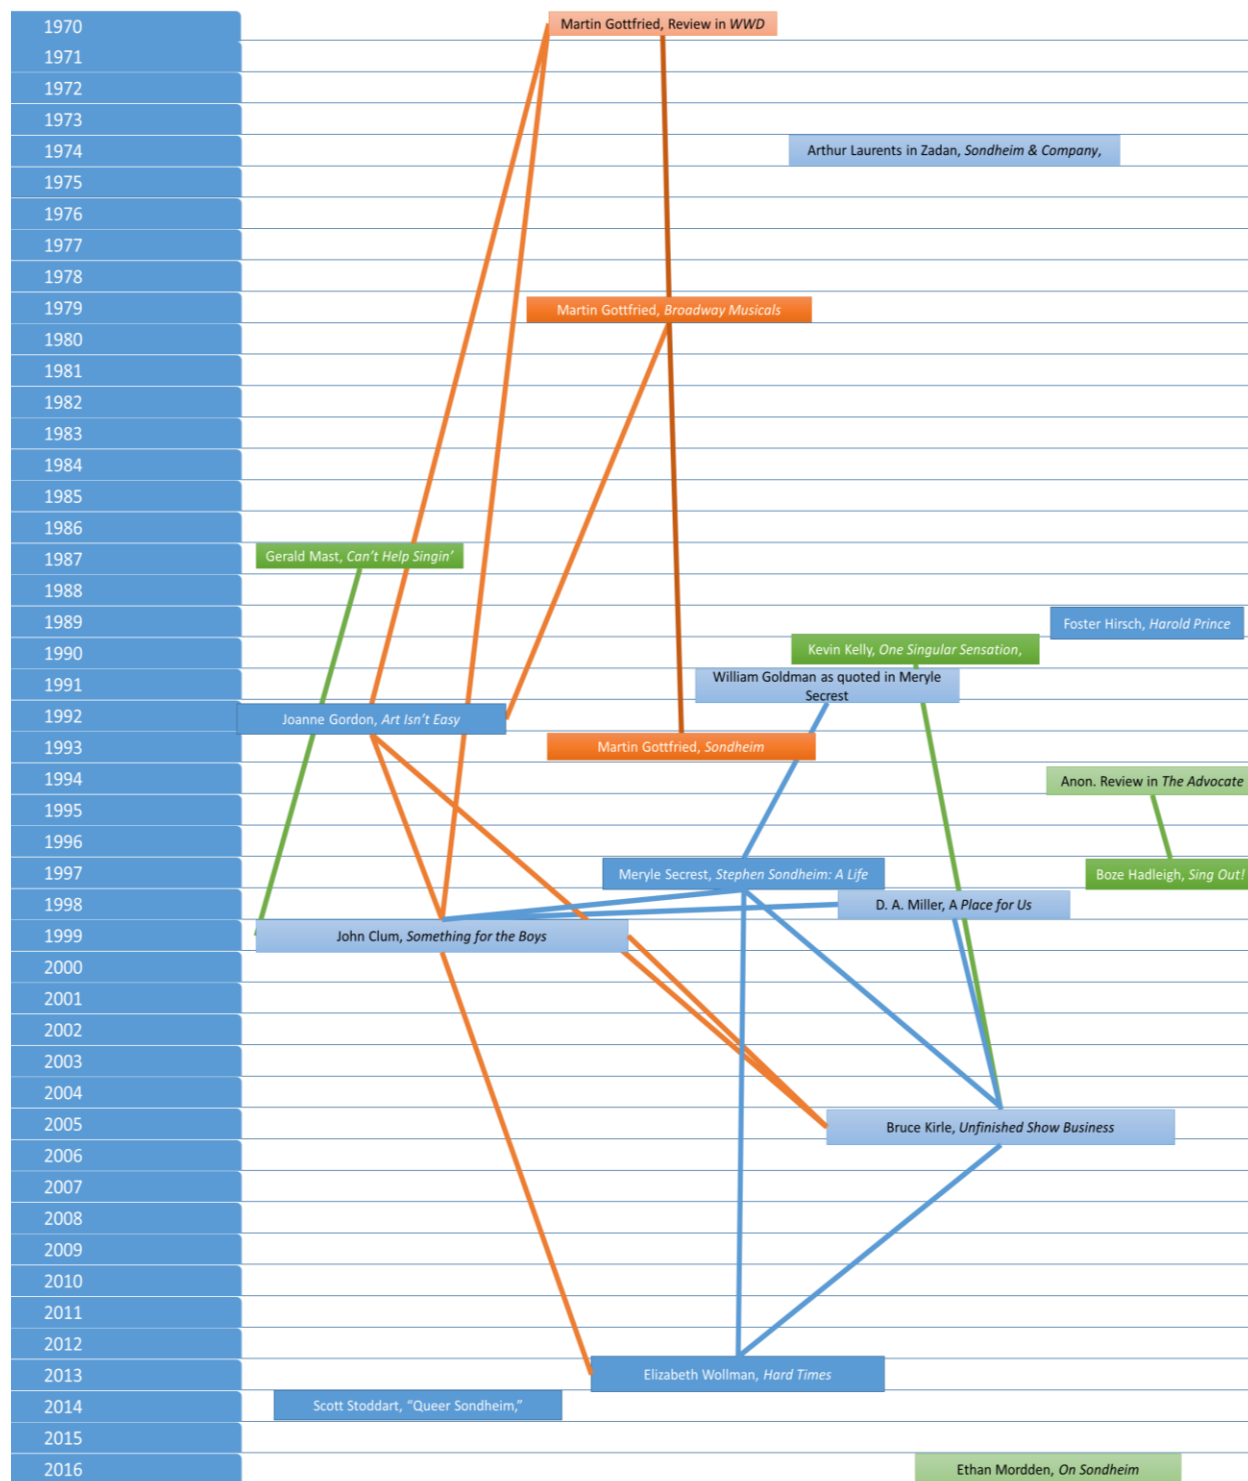 1970
Martin Gottfried, Review in WWD
1971
1972
1973
1974
Arthur Laurents in Zadan, Sondheim & Company,
1975
1976
1977
1978
1979
Martin Gottfried, Broadway Musicals
1980
1981
1982
1983
1984
1985
1986
1987
Gerald Mast, Can’t Help Singin’
1988
1989
Foster Hirsch, Harold Prince
1990
Kevin Kelly, One Singular Sensation,
1991
William Goldman as quoted in Meryle
Secrest
1992
Joanne Gordon, Art Isn’t Easy
1993
Martin Gottfried, Sondheim
1994
Anon. Review in The Advocate
1995
1996
1997
Meryle Secrest, Stephen Sondheim: A Life
Boze Hadleigh, Sing Out!
1998
D. A. Miller, A Place for Us
1999
John Clum, Something for the Boys
2000
2001
2002
2003
2004
2005
Bruce Kirle, Unfinished Show Business
2006
2007
2008
2009
2010
2011
2012
2013
Elizabeth Wollman, Hard Times
2014
Scott Stoddart, “Queer Sondheim,”
2015
2016
Ethan Mordden, On Sondheim